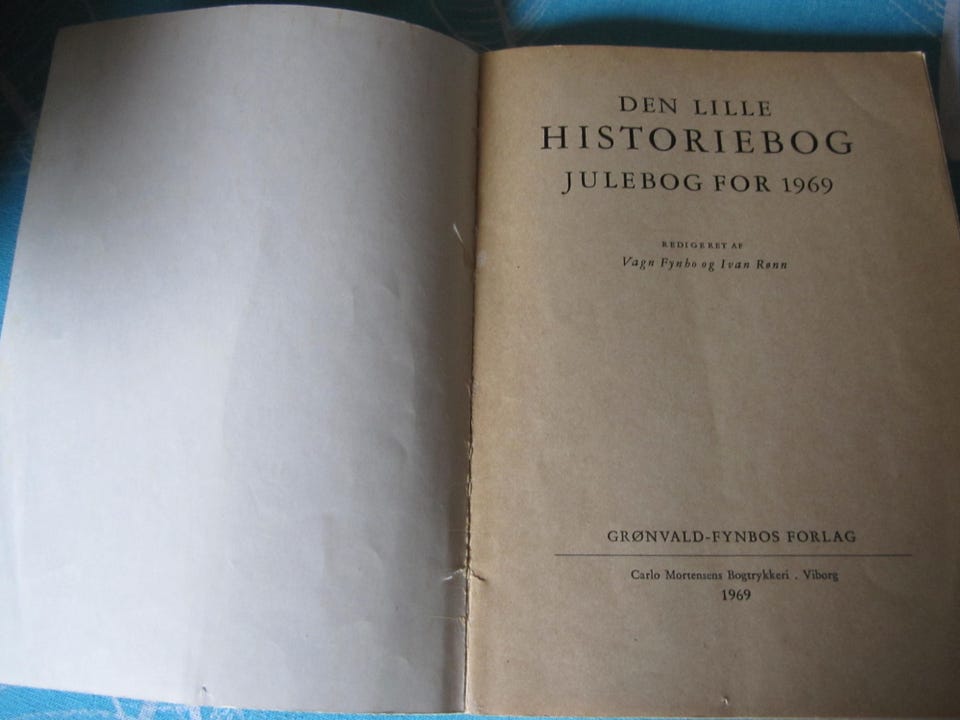 DEN LILLE
HISTORIEBOG
JULEBOG FOR 1969
REDIGERET AF
Vagn Fynbo og Ivan Rønn
GRØNVALD-FYNBOS FORLAG
Carlo Mortensens Bogtrykkeri . Viborg
1969